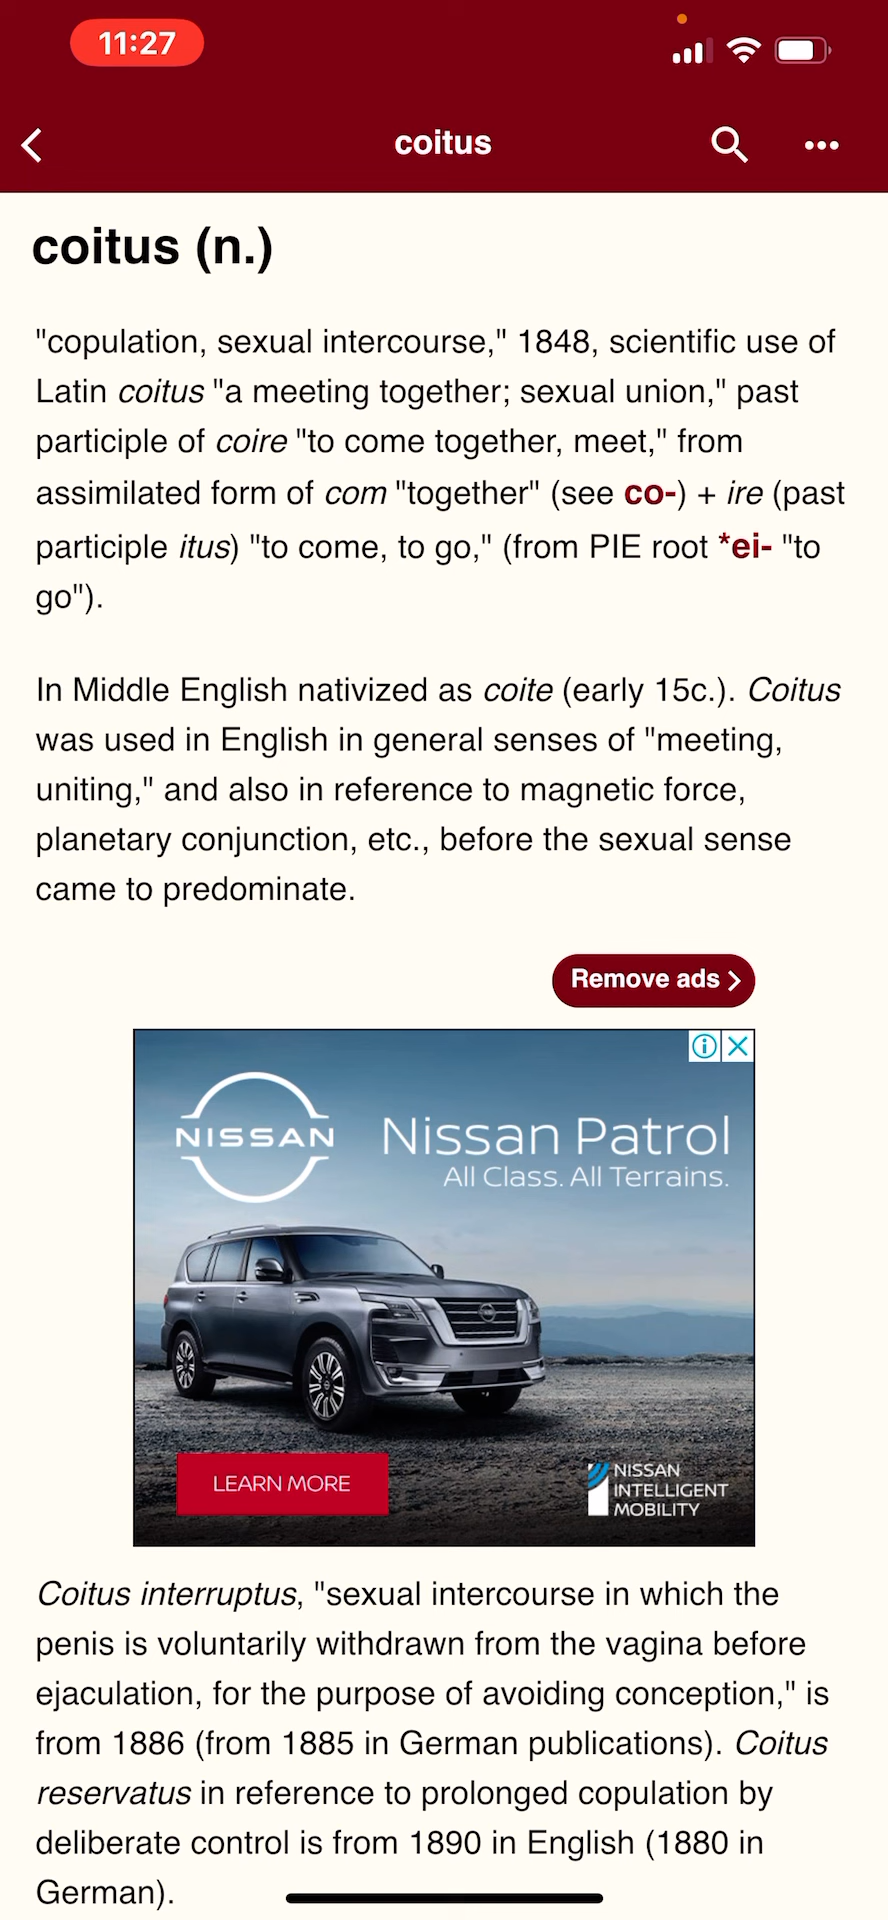 11:27
coitus
coitus (n.)
"copulation, sexual intercourse," 1848, scientific use of
Latin coitus "a meeting together; sexual union," past
participle of coire "to come together, meet," from
assimilated form of com "together" (see co-) + ire (past
participle itus) "to come, to go," (from PIE root *ei- "to
go").
In Middle English nativized as coite (early 15c.). Coitus
was used in English in general senses of "meeting,
uniting," and also in reference to magnetic force,
planetary conjunction, etc., before the sexual sense
came to predominate.
Remove ads
NISSAN
Nissan Patrol
All Class. All Terrains.
LEARN MORE
NISSAN
INTELLIGENT
MOBILITY
Coitus interruptus, "sexual intercourse in which the
penis is voluntarily withdrawn from the vagina before
ejaculation, for the purpose of avoiding conception," is
from 1886 (from 1885 in German publications). Coitus
reservatus in reference to prolonged copulation by
deliberate control is from 1890 in English (1880 in
German).